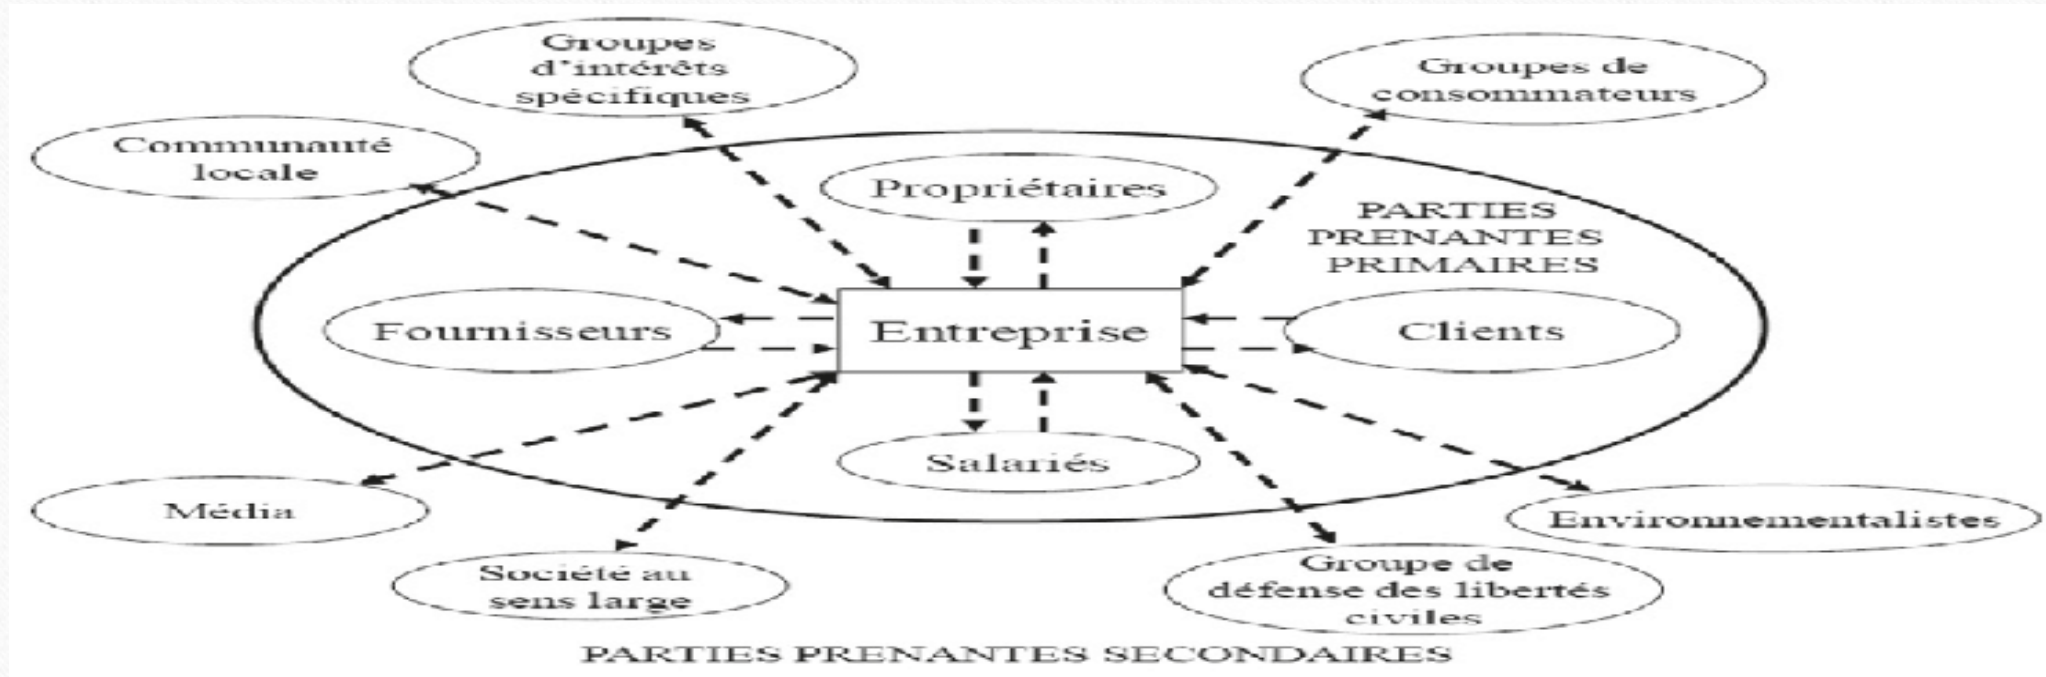 Groupes
d'intérêts
spécifiques
Groupes de
consommateurs
Communauté
locale
Propriétaires
PARTIES
PRENANTES
PRIMAIRES
Fournisseurs
Entreprise
Clients
Salariés
Média
Environnementalistes
Société au
sens large
Groupe de
défense des libertés
civiles
PARTIES PRENANTES SECONDAIRES